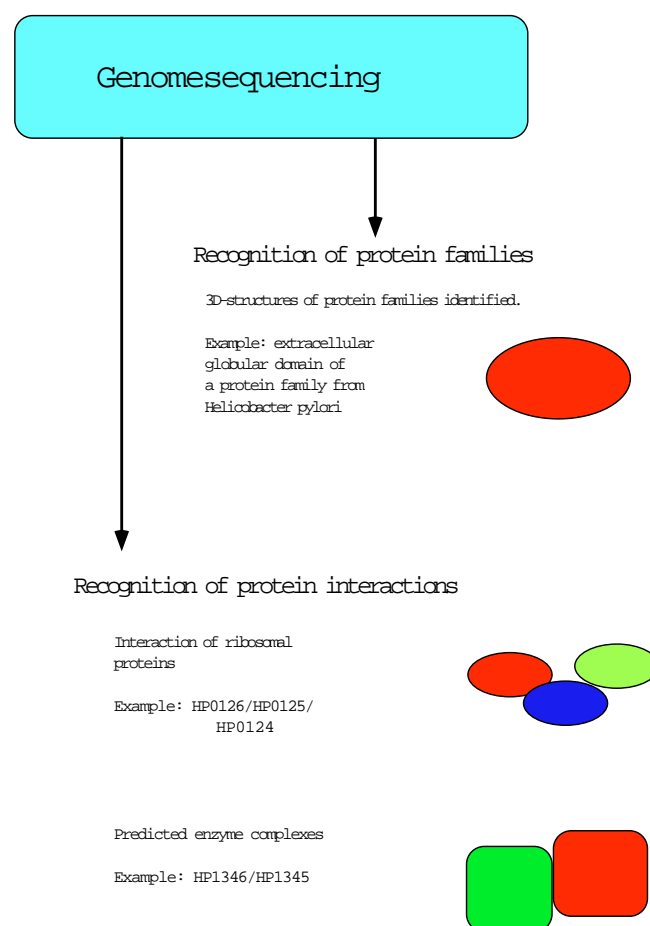 Genomesequencing
Recognition of protein families
3D-structures of protein families identified.
Example: extracellular
globular domain of
a protein family from
Helicobacter pylori
Recognition of protein interactions
Interaction of ribosomal
proteins
Example: HP0126/HP0125/
HP0124
Predicted enzyme complexes
Example: HP1346/HP1345